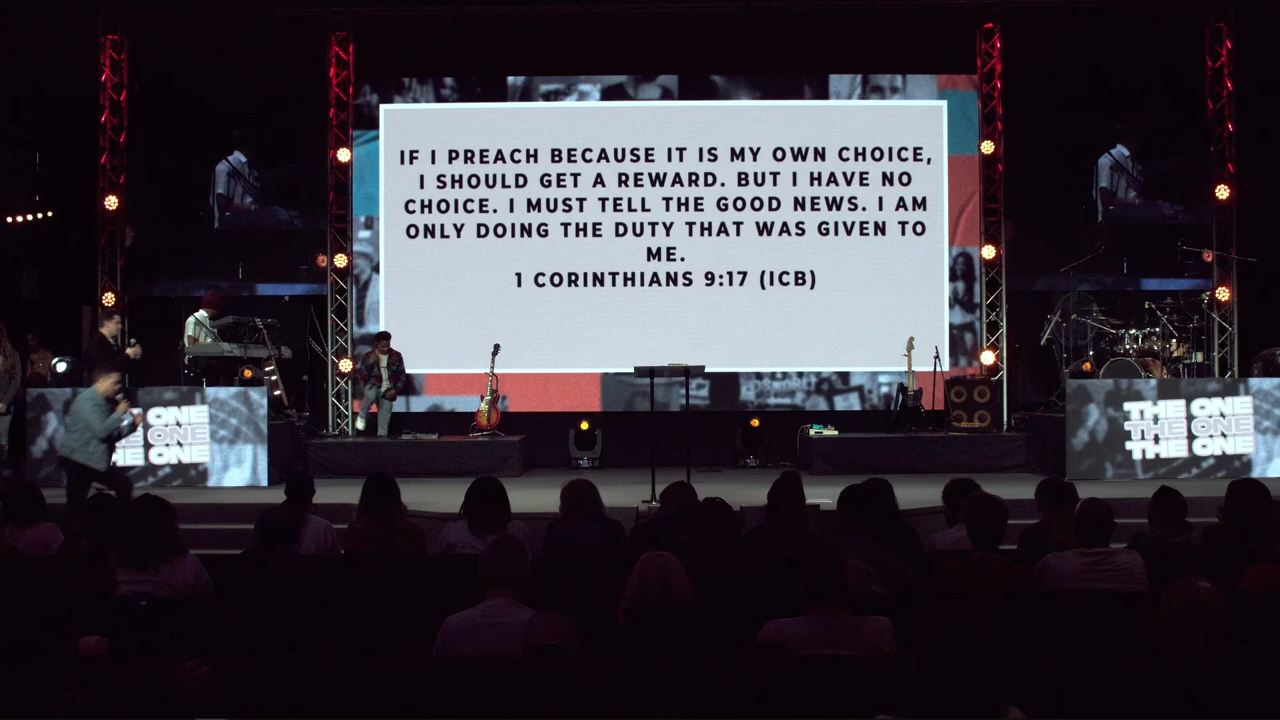 IF I PREACH BECAUSE IT IS MY OWN CHOICE,
I SHOULD GET A REWARD. BUT I HAVE NO
CHOICE. I MUST TELL THE GOOD NEWS. I AM
ONLY DOING THE DUTY THAT WAS GIVEN TO
ME.
1 CORINTHIANS 9:17 (ICB)
THE ONE
THE ONE
THE ONE
THE ONE
THE ONE
THE ONE